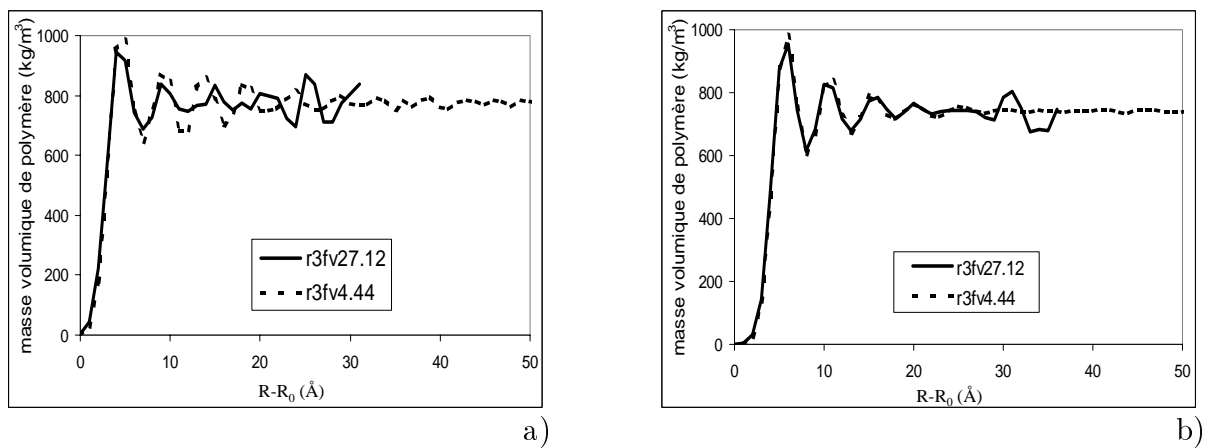 masse volumique de polymère (kg/m³)
1000
800
600
400
200
0
r3fv27.12
r3fv4.44
0 10 20 30 40 50
R-R₀ (Å)
a)
masse volumique de polymère (kg/m³)
1000
800
600
400
200
0
r3fv27.12
r3fv4.44
0 10 20 30 40 50
R-R₀ (Å)
b)